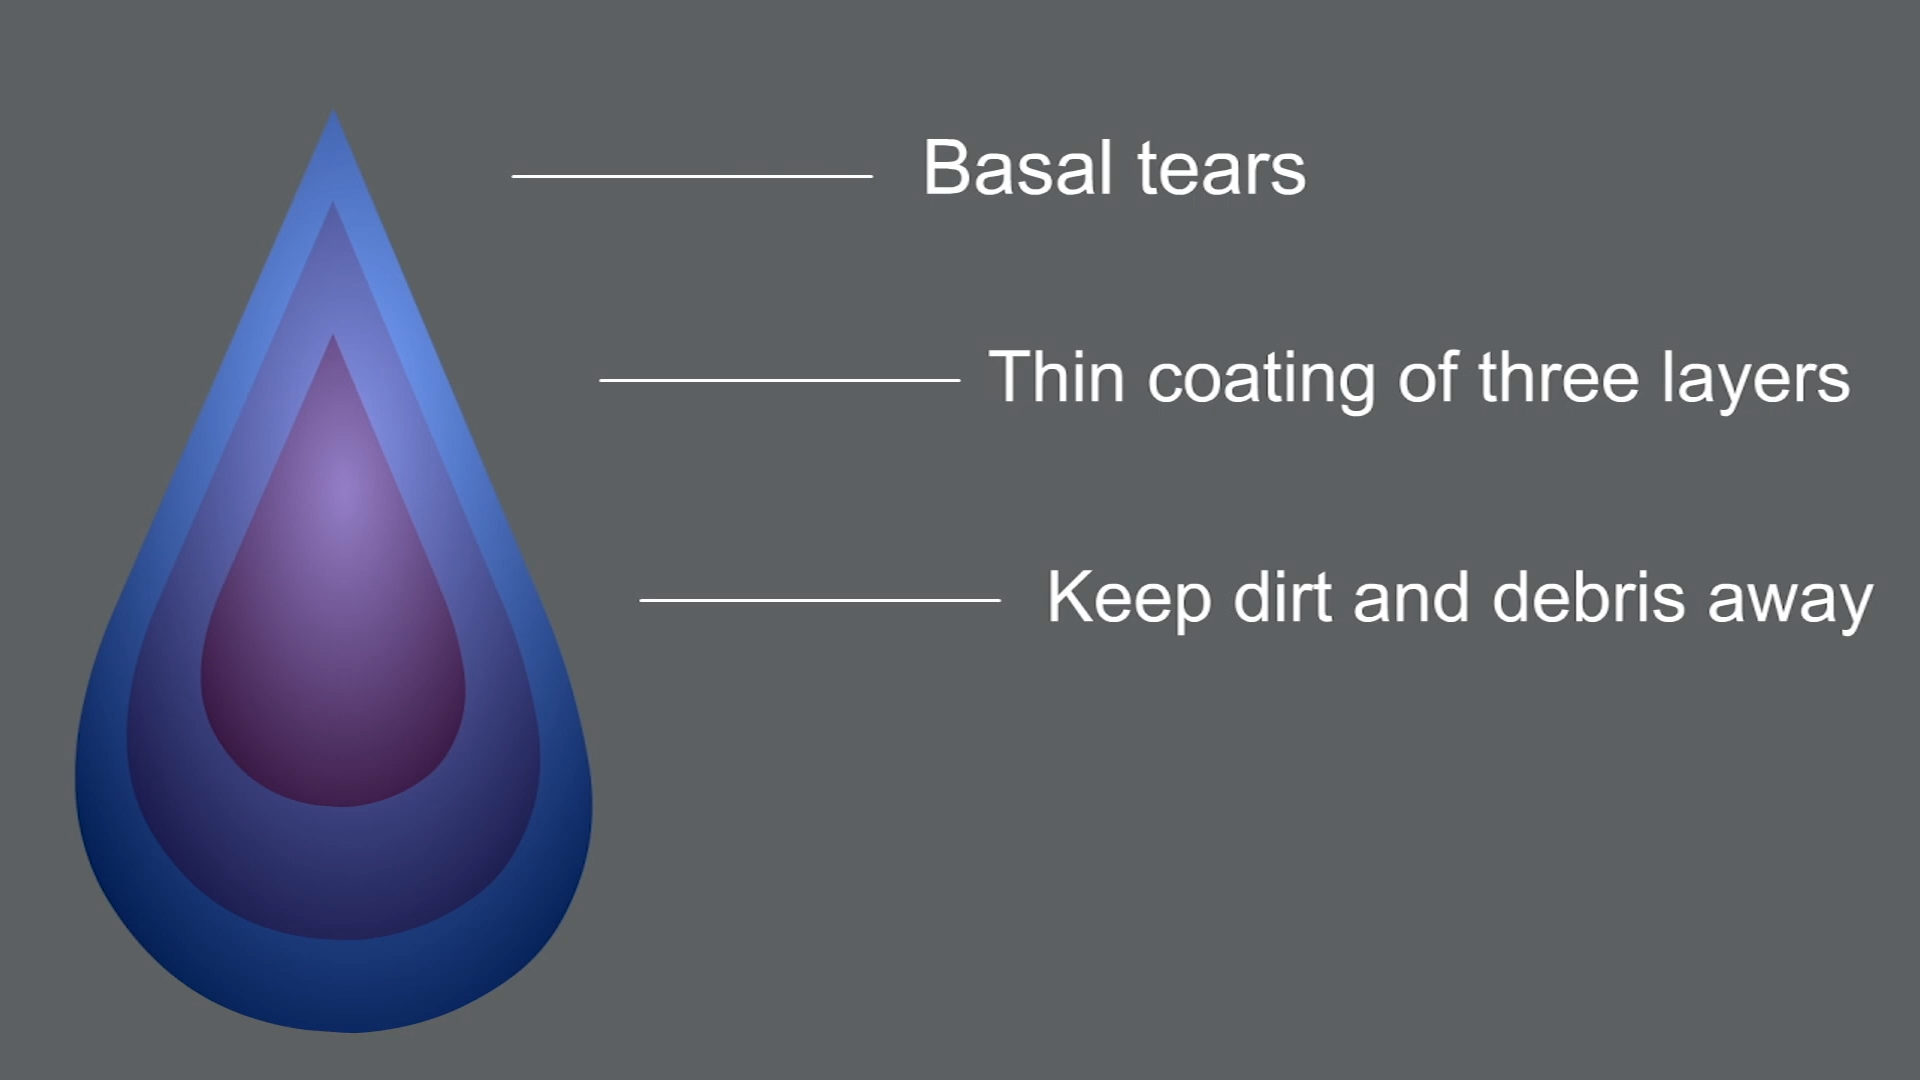 Basal tears
Thin coating of three layers
Keep dirt and debris away